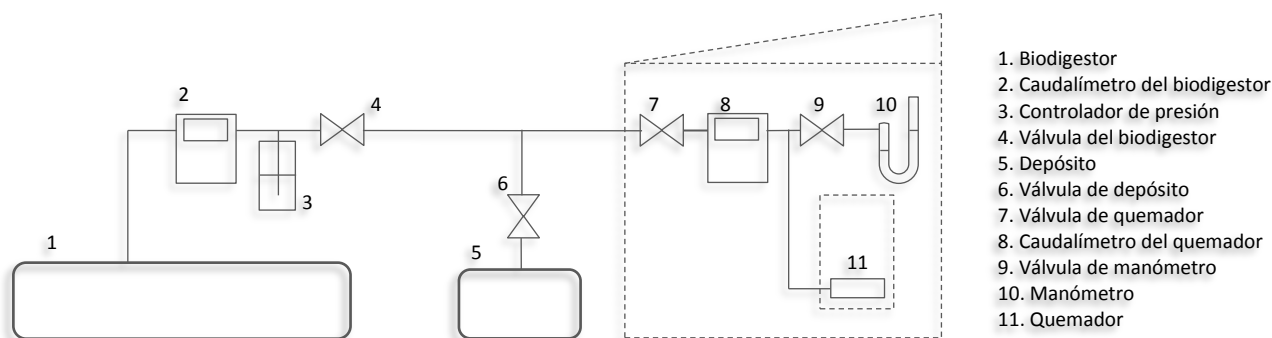 2
4
7
8
9
10
6
3
1
5
11
1. Biodigestor
2. Caudalímetro del biodigestor
3. Controlador de presión
4. Válvula del biodigestor
5. Depósito
6. Válvula de depósito
7. Válvula de quemador
8. Caudalímetro del quemador
9. Válvula de manómetro
10. Manómetro
11. Quemador